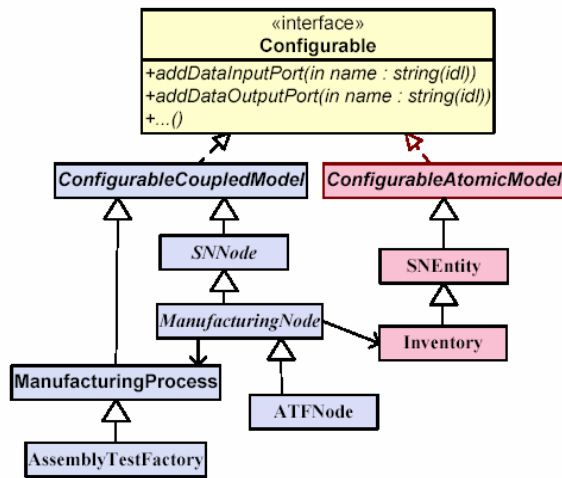 «interface»
Configurable
+addDataInputPort(in name : string(idl))
+addDataOutputPort(in name : string(idl))
+...()
ConfigurableCoupledModel
ConfigurableAtomicModel
SNNode
SNEntity
ManufacturingNode
Inventory
ManufacturingProcess
ATFNode
AssemblyTestFactory